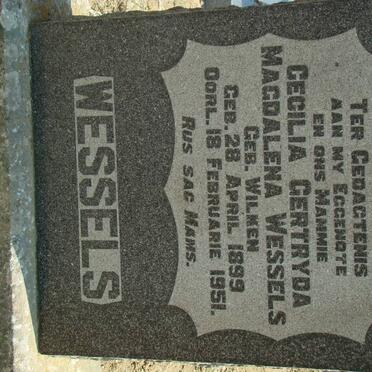 TER GEDAGTENIS
AAN MY EGGENOTE
EN ONS MAMMIE
CECILIA GERTRYDA
MAGDALENA WESSELS
GEB. WILKEN
GEB. 28 APRIL 1899
OORL. 18 FEBRUARIE 1951.
RUS SAG MAMS.
WESSELS